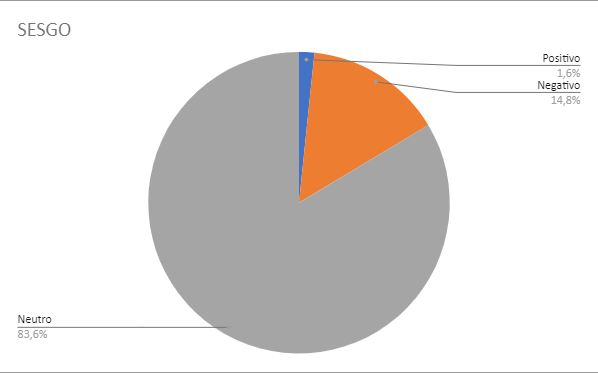 SESGO
Positivo
1,6%
Negativo
14,8%
Neutro
83,6%